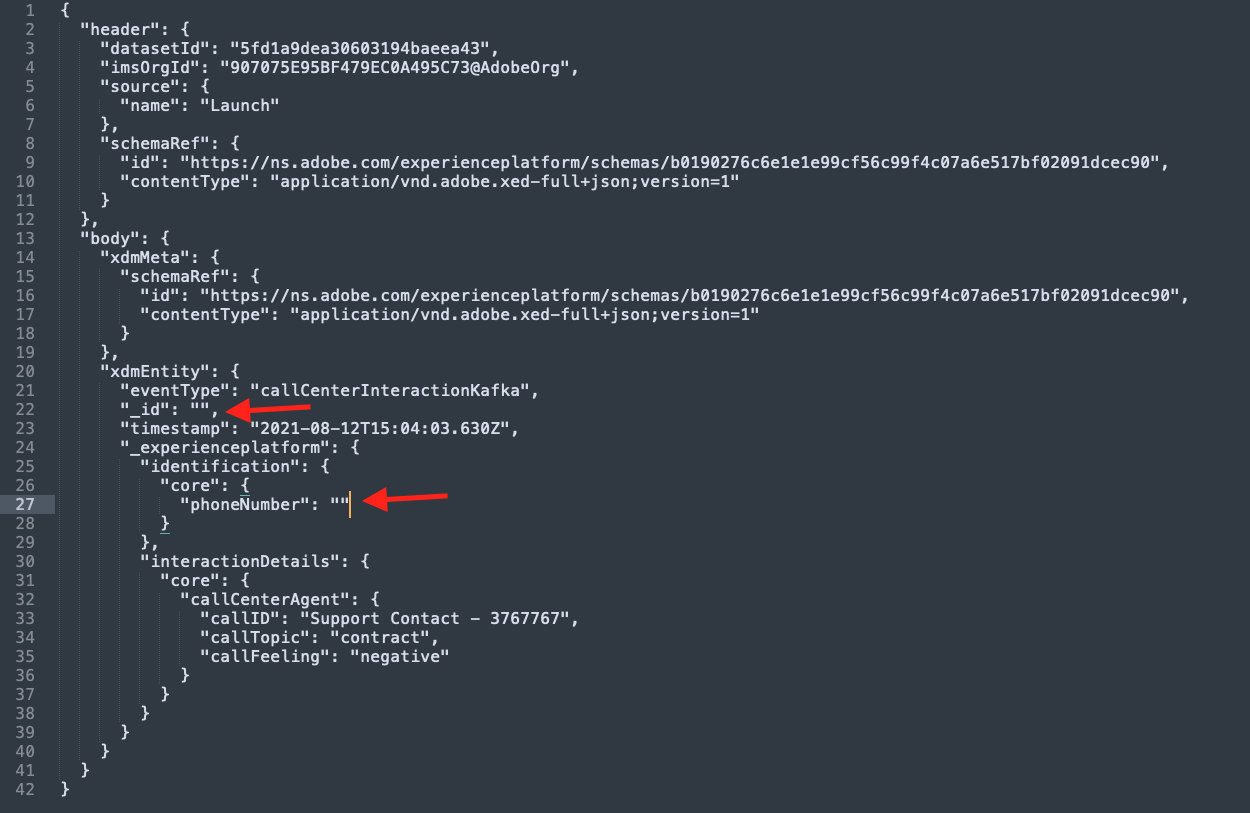 1 {
2 "header": {
3 "datasetId": "5fd1a9dea30603194baeea43",
4 "imsOrgId": "907075E95BF479EC0A495C73@AdobeOrg",
5 "source": {
6 "name": "Launch"
7 },
8 "schemaRef": {
9 "id": "https://ns.adobe.com/experienceplatform/schemas/b0190276c6e1e1e99cf56c99f4c07a6e517bf02091dcec90",
10 "contentType": "application/vnd.adobe.xed-full+json;version=1"
11 }
12 },
13 "body": {
14 "xdmMeta": {
15 "schemaRef": {
16 "id": "https://ns.adobe.com/experienceplatform/schemas/b0190276c6e1e1e99cf56c99f4c07a6e517bf02091dcec90",
17 "contentType": "application/vnd.adobe.xed-full+json;version=1"
18 }
19 },
20 "xdmEntity": {
21 "eventType": "callCenterInteractionKafka",
22 "_id": "",
23 "timestamp": "2021-08-12T15:04:03.630Z",
24 "_experienceplatform": {
25 "identification": {
26 "core": {
27 "phoneNumber": ""
28 }
29 },
30 "interactionDetails": {
31 "core": {
32 "callCenterAgent": {
33 "callID": "Support Contact - 3767767",
34 "callTopic": "contract",
35 "callFeeling": "negative"
36 }
37 }
38 }
39 }
40 }
41 }
42 }